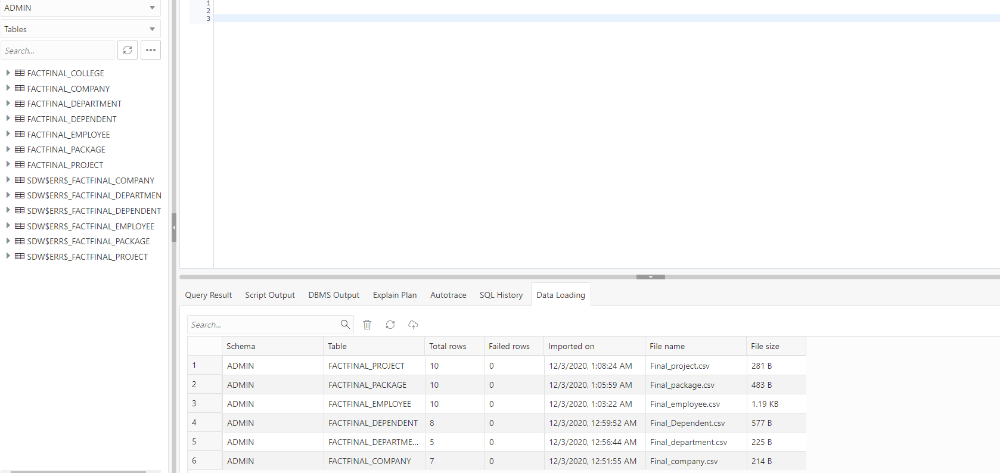 ADMIN
Tables
Search...
FACTFINAL_COLLEGE
FACTFINAL_COMPANY
FACTFINAL_DEPARTMENT
FACTFINAL_DEPENDENT
FACTFINAL_EMPLOYEE
FACTFINAL_PACKAGE
FACTFINAL_PROJECT
SDW$ERR$_FACTFINAL_COMPANY
SDW$ERR$_FACTFINAL_DEPARTMEN
SDW$ERR$_FACTFINAL_DEPENDENT
SDW$ERR$_FACTFINAL_EMPLOYEE
SDW$ERR$_FACTFINAL_PACKAGE
SDW$ERR$_FACTFINAL_PROJECT
1
2
3
Query Result Script Output DBMS Output Explain Plan Autotrace SQL History Data Loading
Search...
Schema Table Total rows Failed rows Imported on File name File size
1 ADMIN FACTFINAL_PROJECT 10 0 12/3/2020, 1:08:24 AM Final_project.csv 281 B
2 ADMIN FACTFINAL_PACKAGE 10 0 12/3/2020, 1:05:59 AM Final_package.csv 483 B
3 ADMIN FACTFINAL_EMPLOYEE 10 0 12/3/2020, 1:03:22 AM Final_employee.csv 1.19 KB
4 ADMIN FACTFINAL_DEPENDENT 8 0 12/3/2020, 12:59:52 AM Final_Dependent.csv 577 B
5 ADMIN FACTFINAL_DEPARTME... 5 0 12/3/2020, 12:56:44 AM Final_department.csv 225 B
6 ADMIN FACTFINAL_COMPANY 7 0 12/3/2020, 12:51:55 AM Final_company.csv 214 B